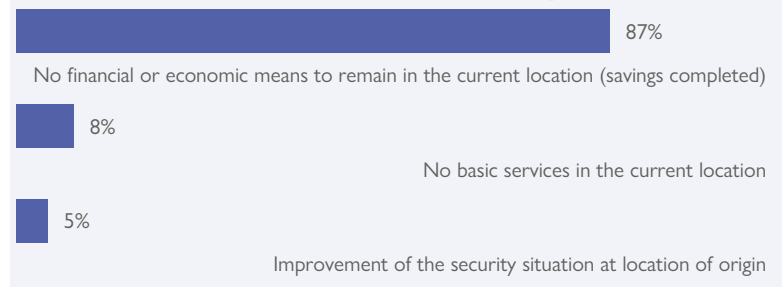 87%
No financial or economic means to remain in the current location (savings completed)
8%
No basic services in the current location
5%
Improvement of the security situation at location of origin